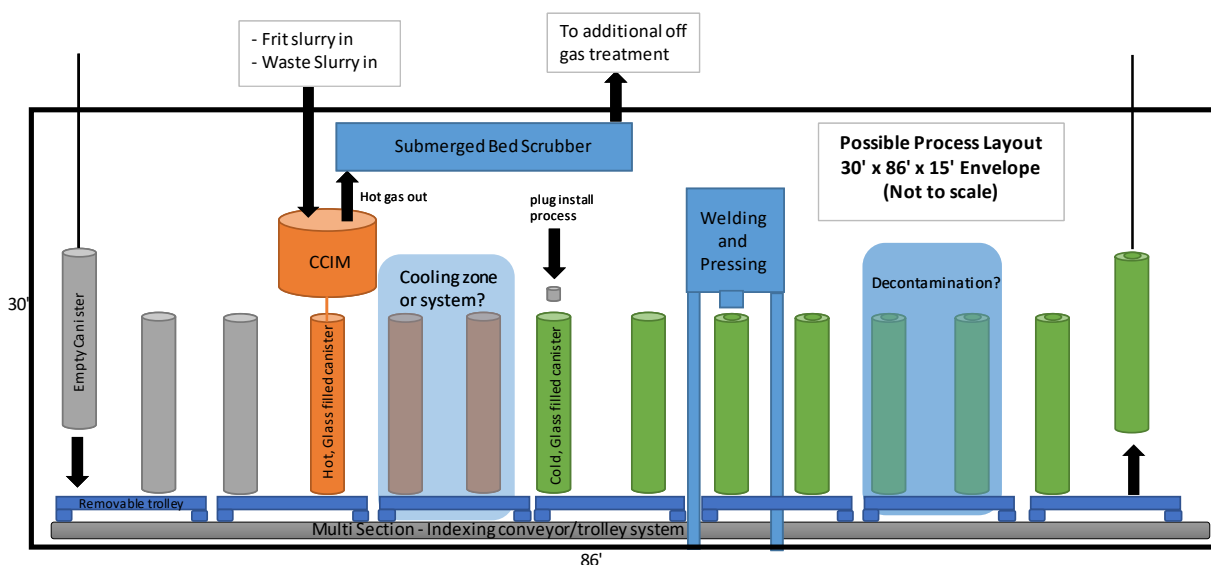 - Frit slurry in
- Waste Slurry in
To additional off
gas treatment
Submerged Bed Scrubber
Possible Process Layout
30' x 86' x 15' Envelope
(Not to scale)
Hot gas out
plug install
process
Welding
and
Pressing
CCIM
Cooling zone
or system?
Decontamination?
30'
Empty Canister
Hot, Glass filled canister
Cold, Glass filled canister
Removable trolley
Multi Section - Indexing conveyor/trolley system
86'